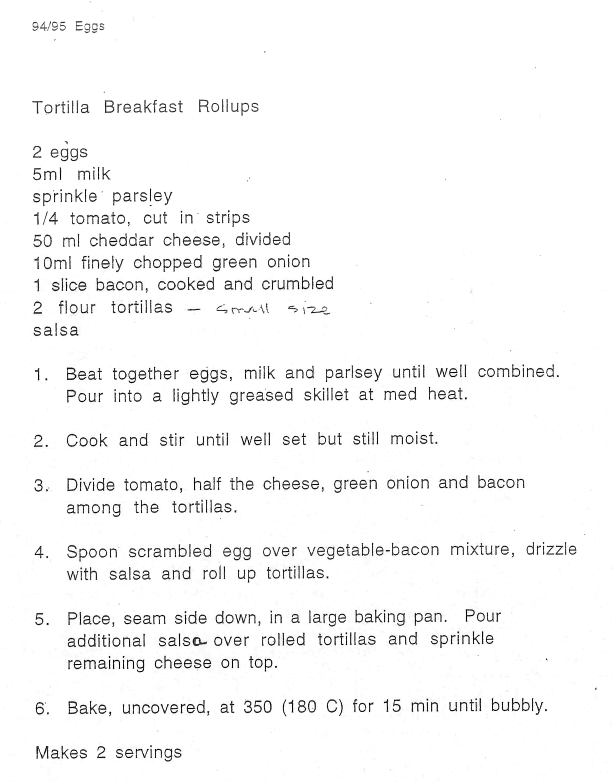 94/95 Eggs
Tortilla Breakfast Rollups
2 eggs
5ml milk
sprinkle parsley
1/4 tomato, cut in strips
50 ml cheddar cheese, divided
10ml finely chopped green onion
1 slice bacon, cooked and crumbled
2 flour tortillas — small size
salsa
1. Beat together eggs, milk and parlsey until well combined.
Pour into a lightly greased skillet at med heat.
2. Cook and stir until well set but still moist.
3. Divide tomato, half the cheese, green onion and bacon
among the tortillas.
4. Spoon scrambled egg over vegetable-bacon mixture, drizzle
with salsa and roll up tortillas.
5. Place, seam side down, in a large baking pan. Pour
additional salsa over rolled tortillas and sprinkle
remaining cheese on top.
6. Bake, uncovered, at 350 (180 C) for 15 min until bubbly.
Makes 2 servings